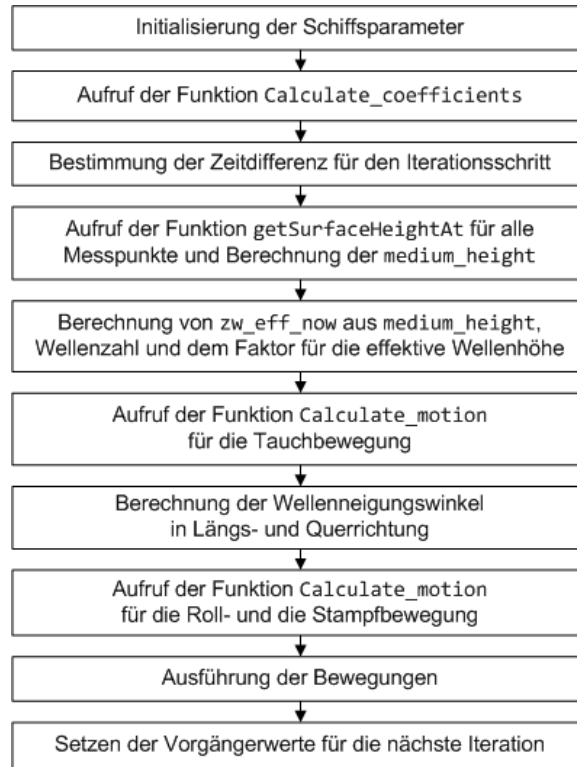 Initialisierung der Schiffsparameter
Aufruf der Funktion Calculate_coefficients
Bestimmung der Zeitdifferenz für den Iterationsschritt
Aufruf der Funktion getSurfaceHeightAt für alle
Messpunkte und Berechnung der medium_height
Berechnung von zw_eff_now aus medium_height,
Wellenzahl und dem Faktor für die effektive Wellenhöhe
Aufruf der Funktion Calculate_motion
für die Tauchbewegung
Berechnung der Wellenneigungswinkel
in Längs- und Querrichtung
Aufruf der Funktion Calculate_motion
für die Roll- und die Stampfbewegung
Ausführung der Bewegungen
Setzen der Vorgängerwerte für die nächste Iteration